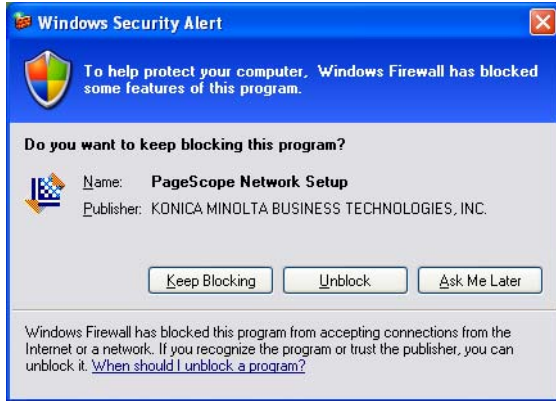 Windows Security Alert
To help protect your computer, Windows Firewall has blocked
some features of this program.
Do you want to keep blocking this program?
Name: PageScope Network Setup
Publisher: KONICA MINOLTA BUSINESS TECHNOLOGIES, INC.
Keep Blocking Unblock Ask Me Later
Windows Firewall has blocked this program from accepting connections from the
Internet or a network. If you recognize the program or trust the publisher, you can
unblock it. When should I unblock a program?